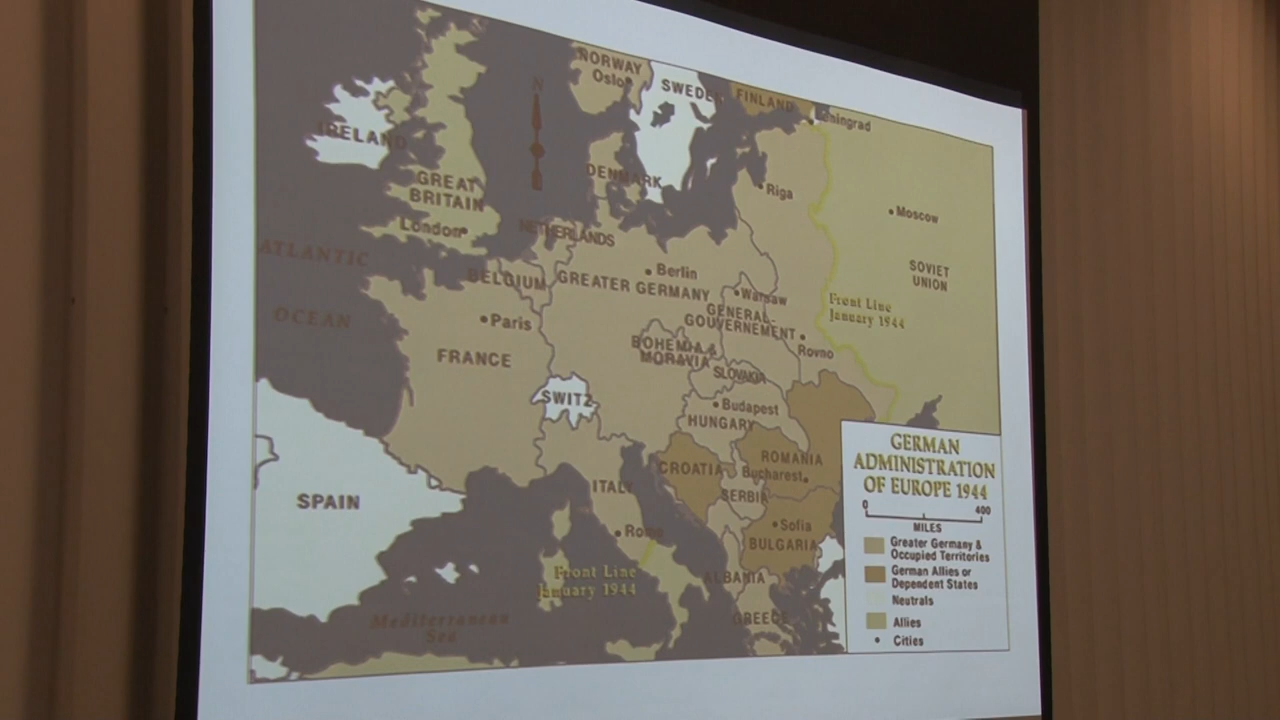 NORWAY
Oslo
SWEDEN
FINLAND
Leningrad
IRELAND
GREAT
BRITAIN
London
N
DENMARK
Riga
Moscow
SOVIET
UNION
NETHERLANDS
ATLANTIC
OCEAN
BELGIUM
GREATER GERMANY
Berlin
Warsaw
GENERAL-
GOUVERNEMENT
Front Line
January 1944
Paris
FRANCE
BOHEMIA &
MORAVIA
Rovno
SLOVAKIA
SWITZ
Budapest
HUNGARY
SPAIN
ITALY
CROATIA
ROMANIA
Bucharest
SERBIA
Rome
Sofia
BULGARIA
Front Line
January 1944
ALBANIA
GREECE
Mediterranean
Sea
GERMAN
ADMINISTRATION
OF EUROPE 1944
0 400
MILES
Greater Germany &
Occupied Territories
German Allies or
Dependent States
Neutrals
Allies
Cities